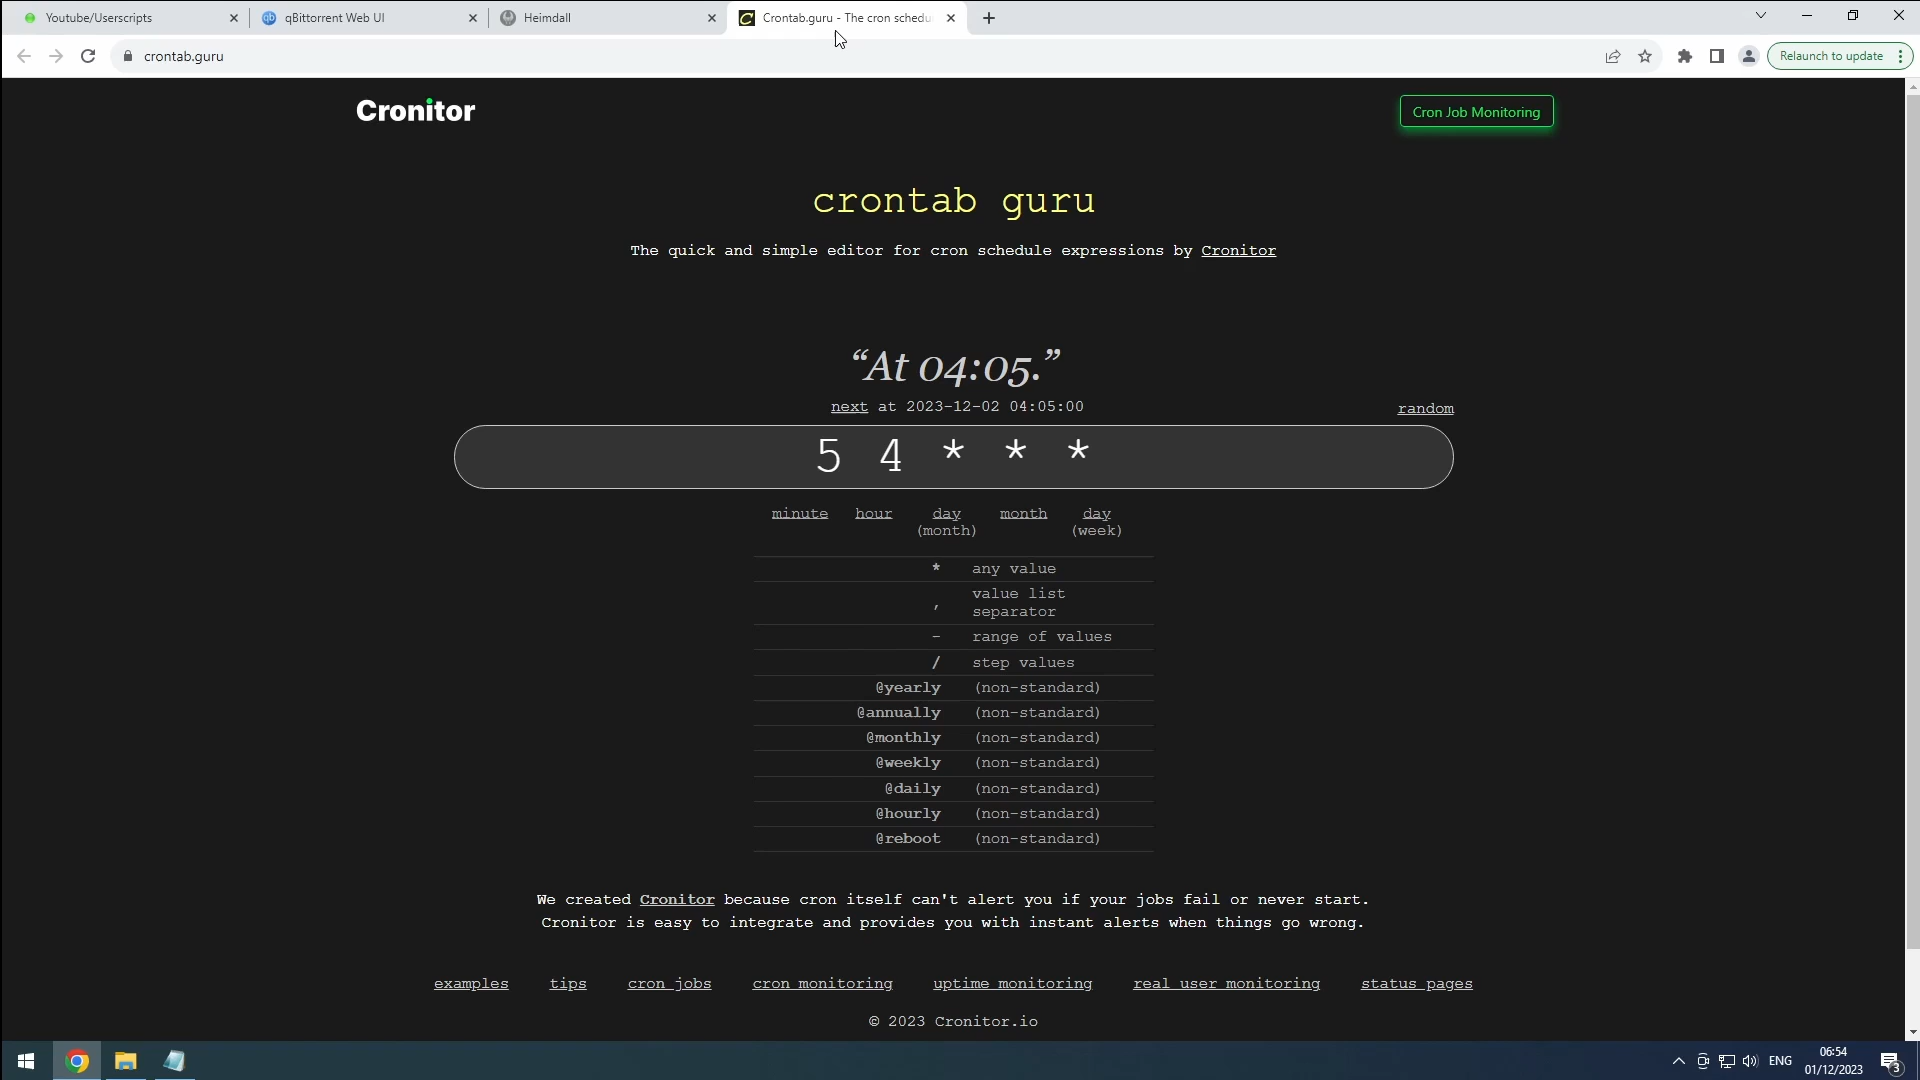 Youtube/Userscripts
qBittorrent Web UI
Heimdall
Crontab.guru - The cron schedu
crontab.guru
Relaunch to update
Cronitor
Cron Job Monitoring
crontab guru
The quick and simple editor for cron schedule expressions by Cronitor
“At 04:05.”
next at 2023-12-02 04:05:00
random
5 4 * * *
minute hour day (month) month day (week)
* any value
, value list separator
- range of values
/ step values
@yearly (non-standard)
@annually (non-standard)
@monthly (non-standard)
@weekly (non-standard)
@daily (non-standard)
@hourly (non-standard)
@reboot (non-standard)
We created Cronitor because cron itself can't alert you if your jobs fail or never start.
Cronitor is easy to integrate and provides you with instant alerts when things go wrong.
examples tips cron jobs cron monitoring uptime monitoring real user monitoring status pages
© 2023 Cronitor.io
ENG
06:54
01/12/2023
3